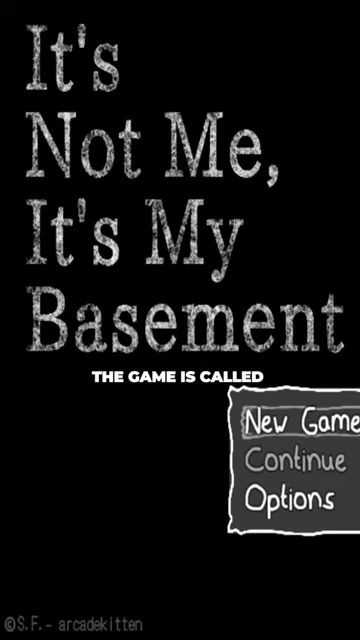 It's
Not Me,
It's My
Basement
THE GAME IS CALLED
New Game
Continue
Options
©S.F.- arcadekitten